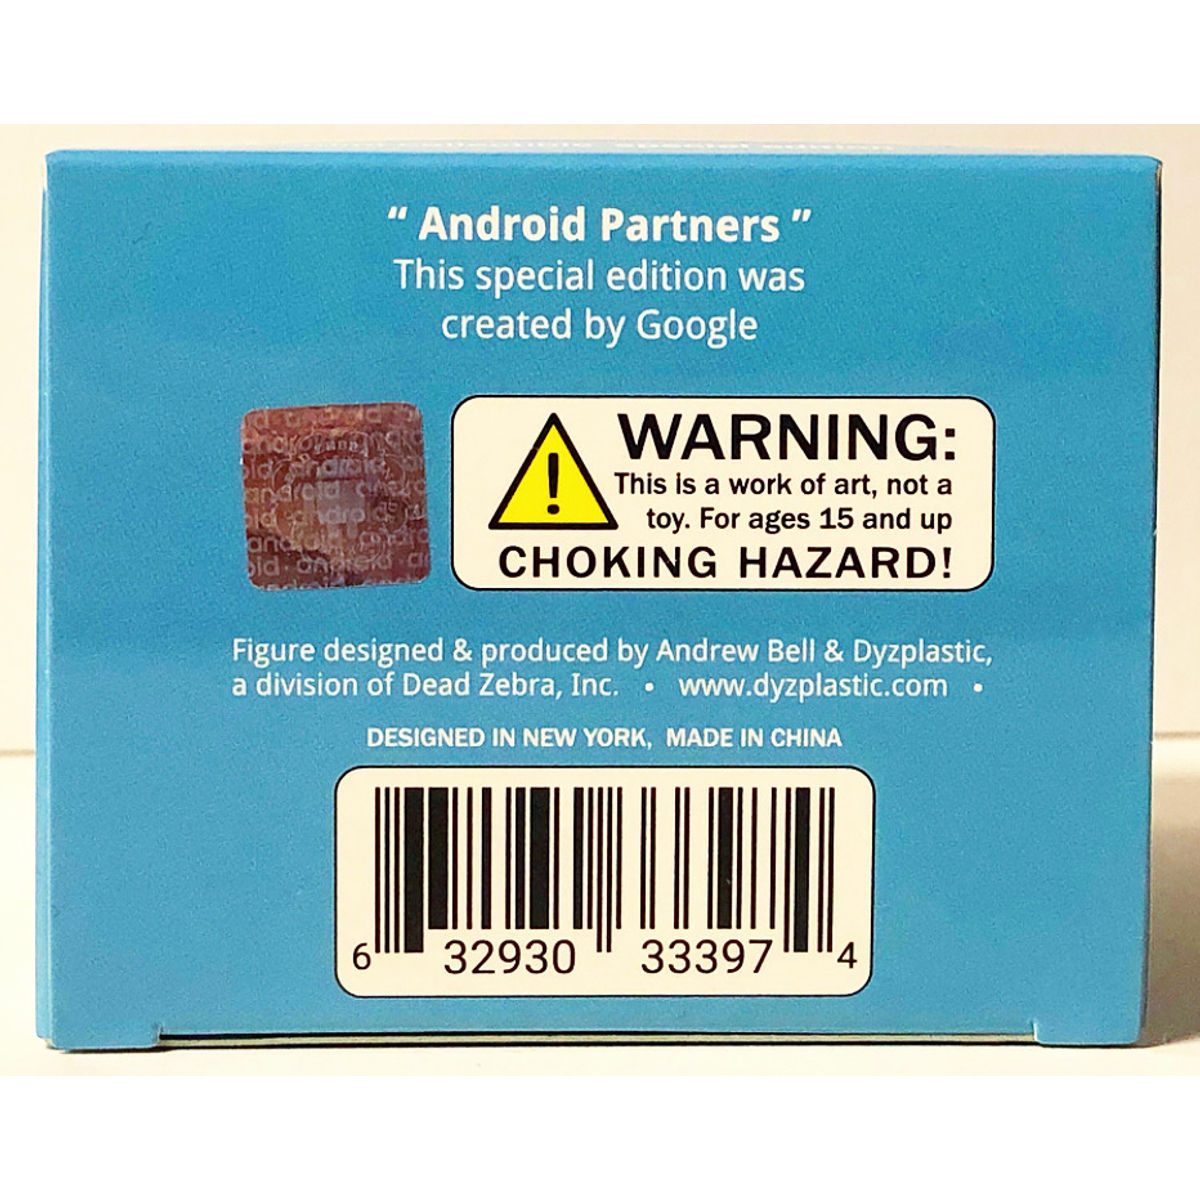 “ Android Partners ”
This special edition was
created by Google
android
WARNING:
This is a work of art, not a
toy. For ages 15 and up
CHOKING HAZARD!
Figure designed & produced by Andrew Bell & Dyzplastic,
a division of Dead Zebra, Inc. • www.dyzplastic.com •
DESIGNED IN NEW YORK, MADE IN CHINA
6 32930 33397 4